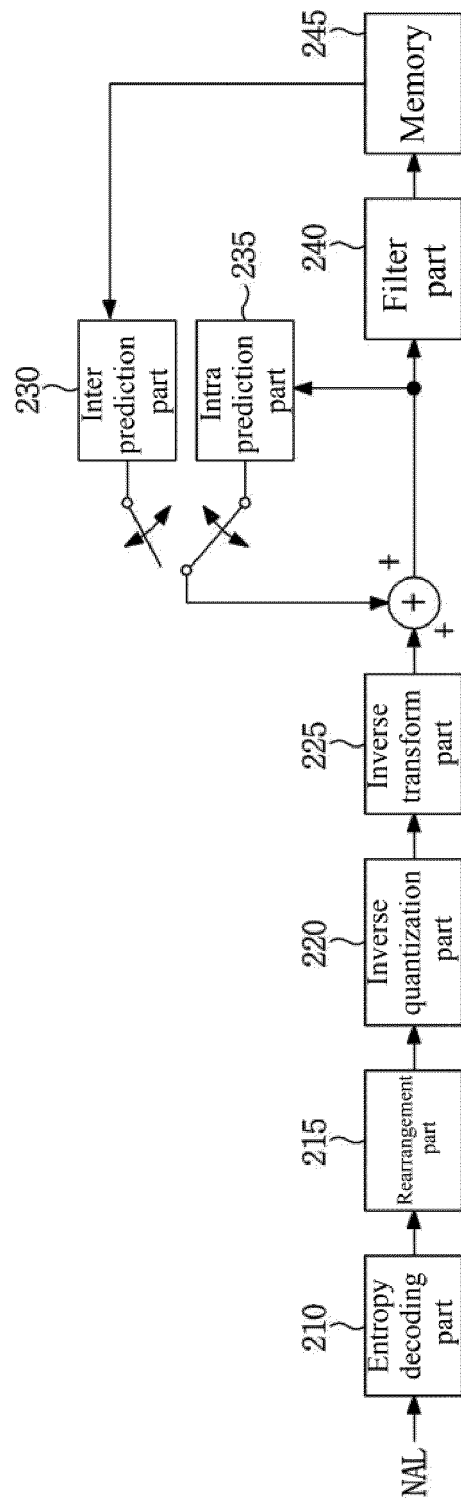 NAL
210
Entropy
decoding
part
215
Rearrangement
part
220
Inverse
quantization
part
225
Inverse
transform
part
+
+
+
230
Inter
prediction
part
235
Intra
prediction
part
240
Filter
part
245
Memory